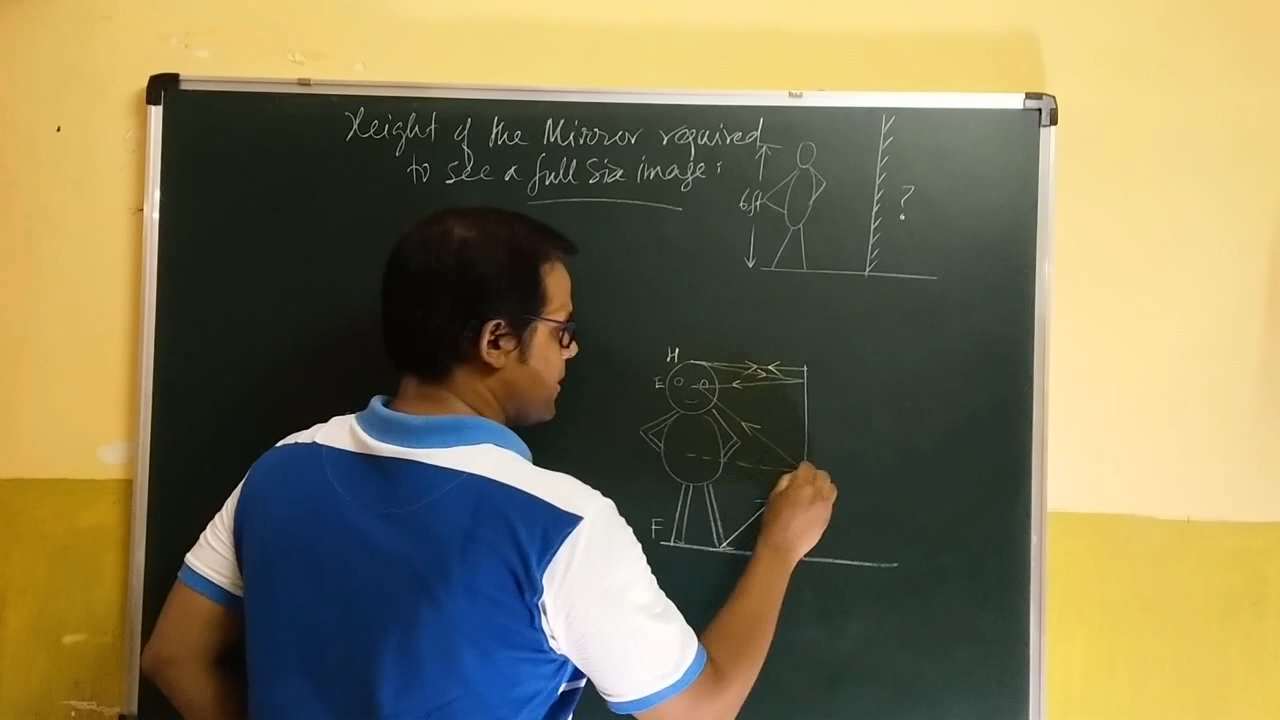 Height of the Mirror required
to see a full Size image:
6ft
?
H
E
F